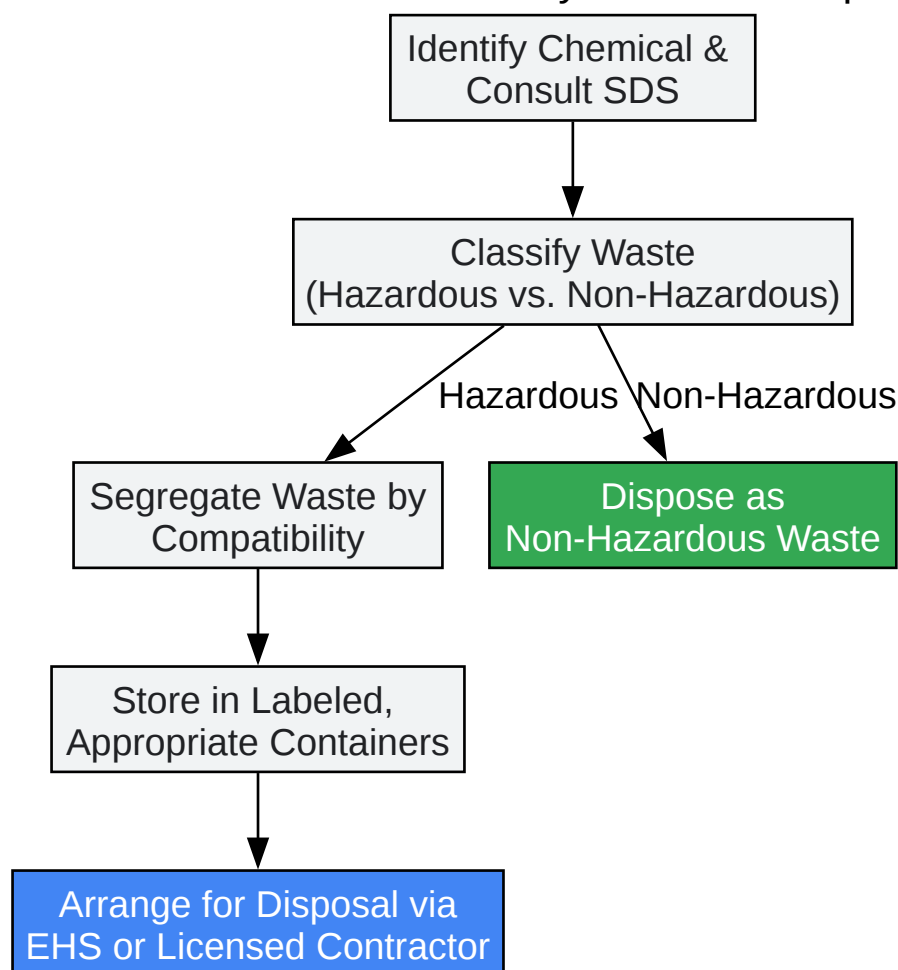 Identify Chemical &
Consult SDS
Classify Waste
(Hazardous vs. Non-Hazardous)
Hazardous
Non-Hazardous
Segregate Waste by
Compatibility
Dispose as
Non-Hazardous Waste
Store in Labeled,
Appropriate Containers
Arrange for Disposal via
EHS or Licensed Contractor